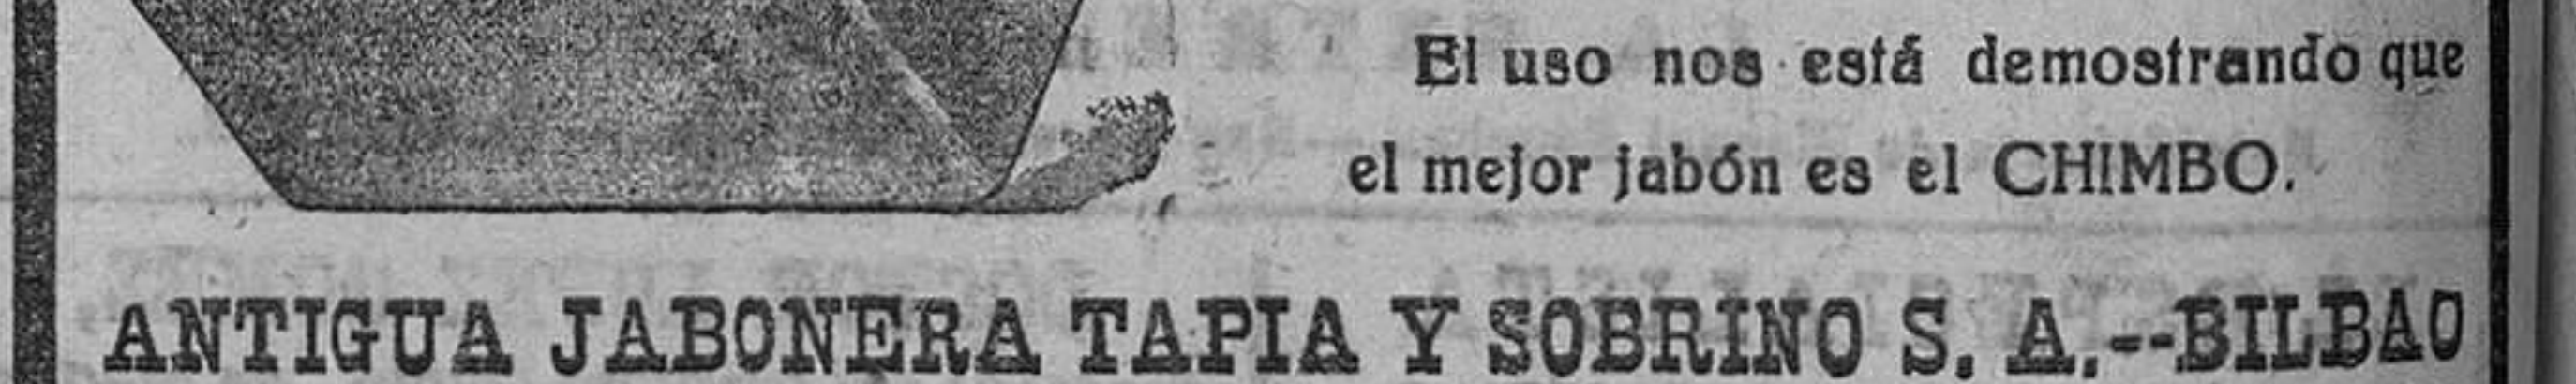 El uso nos está demostrando que
el mejor jabón es el CHIMBO.
ANTIGUA JABONERA TAPIA Y SOBRINO S. A.--BILBAO